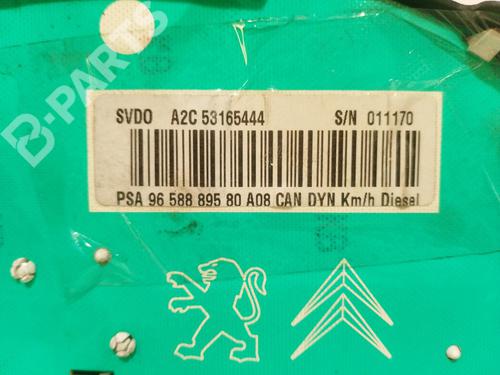 B-PARTS
SVDO A2C 53165444 S/N 011170
PSA 96 588 895 80 A08 CAN DYN Km/h Diesel